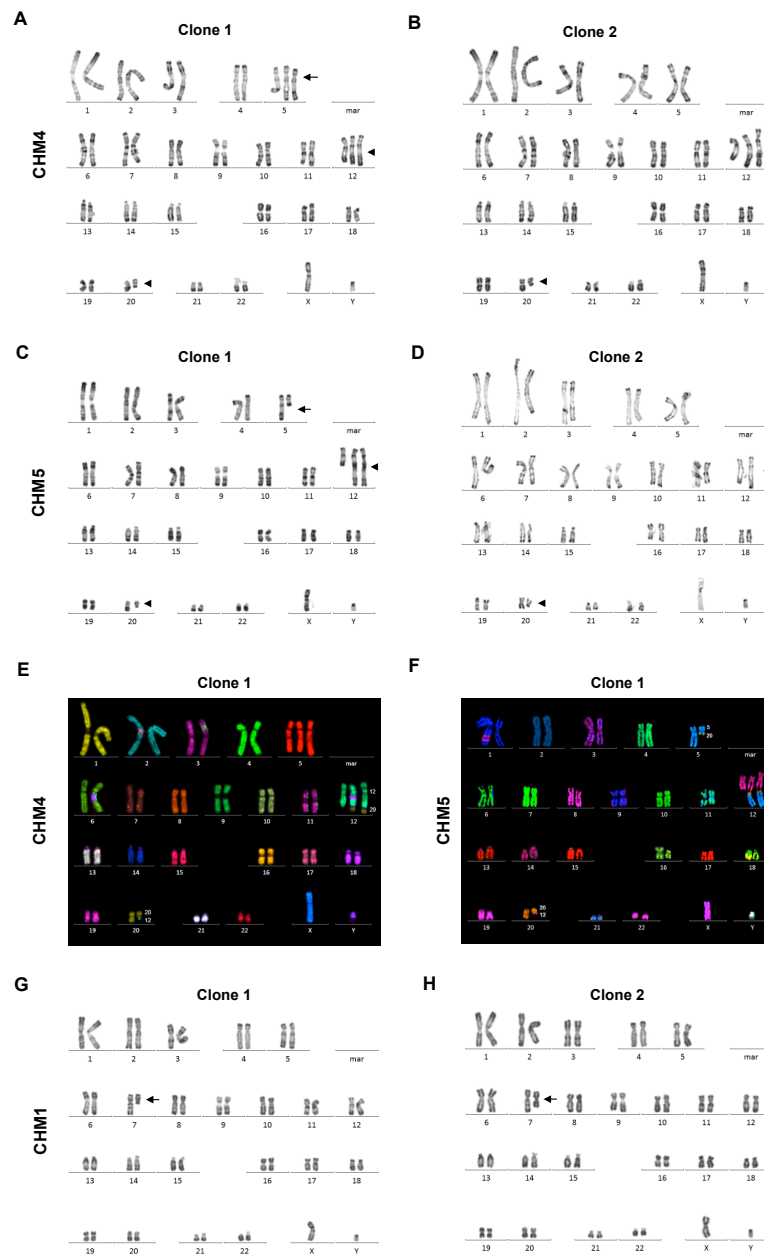 A
Clone 1
B
Clone 2
CHM4
1 2 3 4 5 mar
6 7 8 9 10 11 12
13 14 15 16 17 18
19 20 21 22 X Y
1 2 3 4 5 mar
6 7 8 9 10 11 12
13 14 15 16 17 18
19 20 21 22 X Y
C
Clone 1
D
Clone 2
CHM5
1 2 3 4 5 mar
6 7 8 9 10 11 12
13 14 15 16 17 18
19 20 21 22 X Y
1 2 3 4 5 mar
6 7 8 9 10 11 12
13 14 15 16 17 18
19 20 21 22 X Y
E
Clone 1
F
Clone 1
CHM4
1 2 3 4 5 mar
12
20
6 7 8 9 10 11 12
13 14 15 16 17 18
20
12
19 20 21 22 X Y
CHM5
5
20
1 2 3 4 5 mar
6 7 8 9 10 11 12
13 14 15 16 17 18
20
12
19 20 21 22 X Y
G
Clone 1
H
Clone 2
CHM1
1 2 3 4 5 mar
6 7 8 9 10 11 12
13 14 15 16 17 18
19 20 21 22 X Y
1 2 3 4 5 mar
6 7 8 9 10 11 12
13 14 15 16 17 18
19 20 21 22 X Y